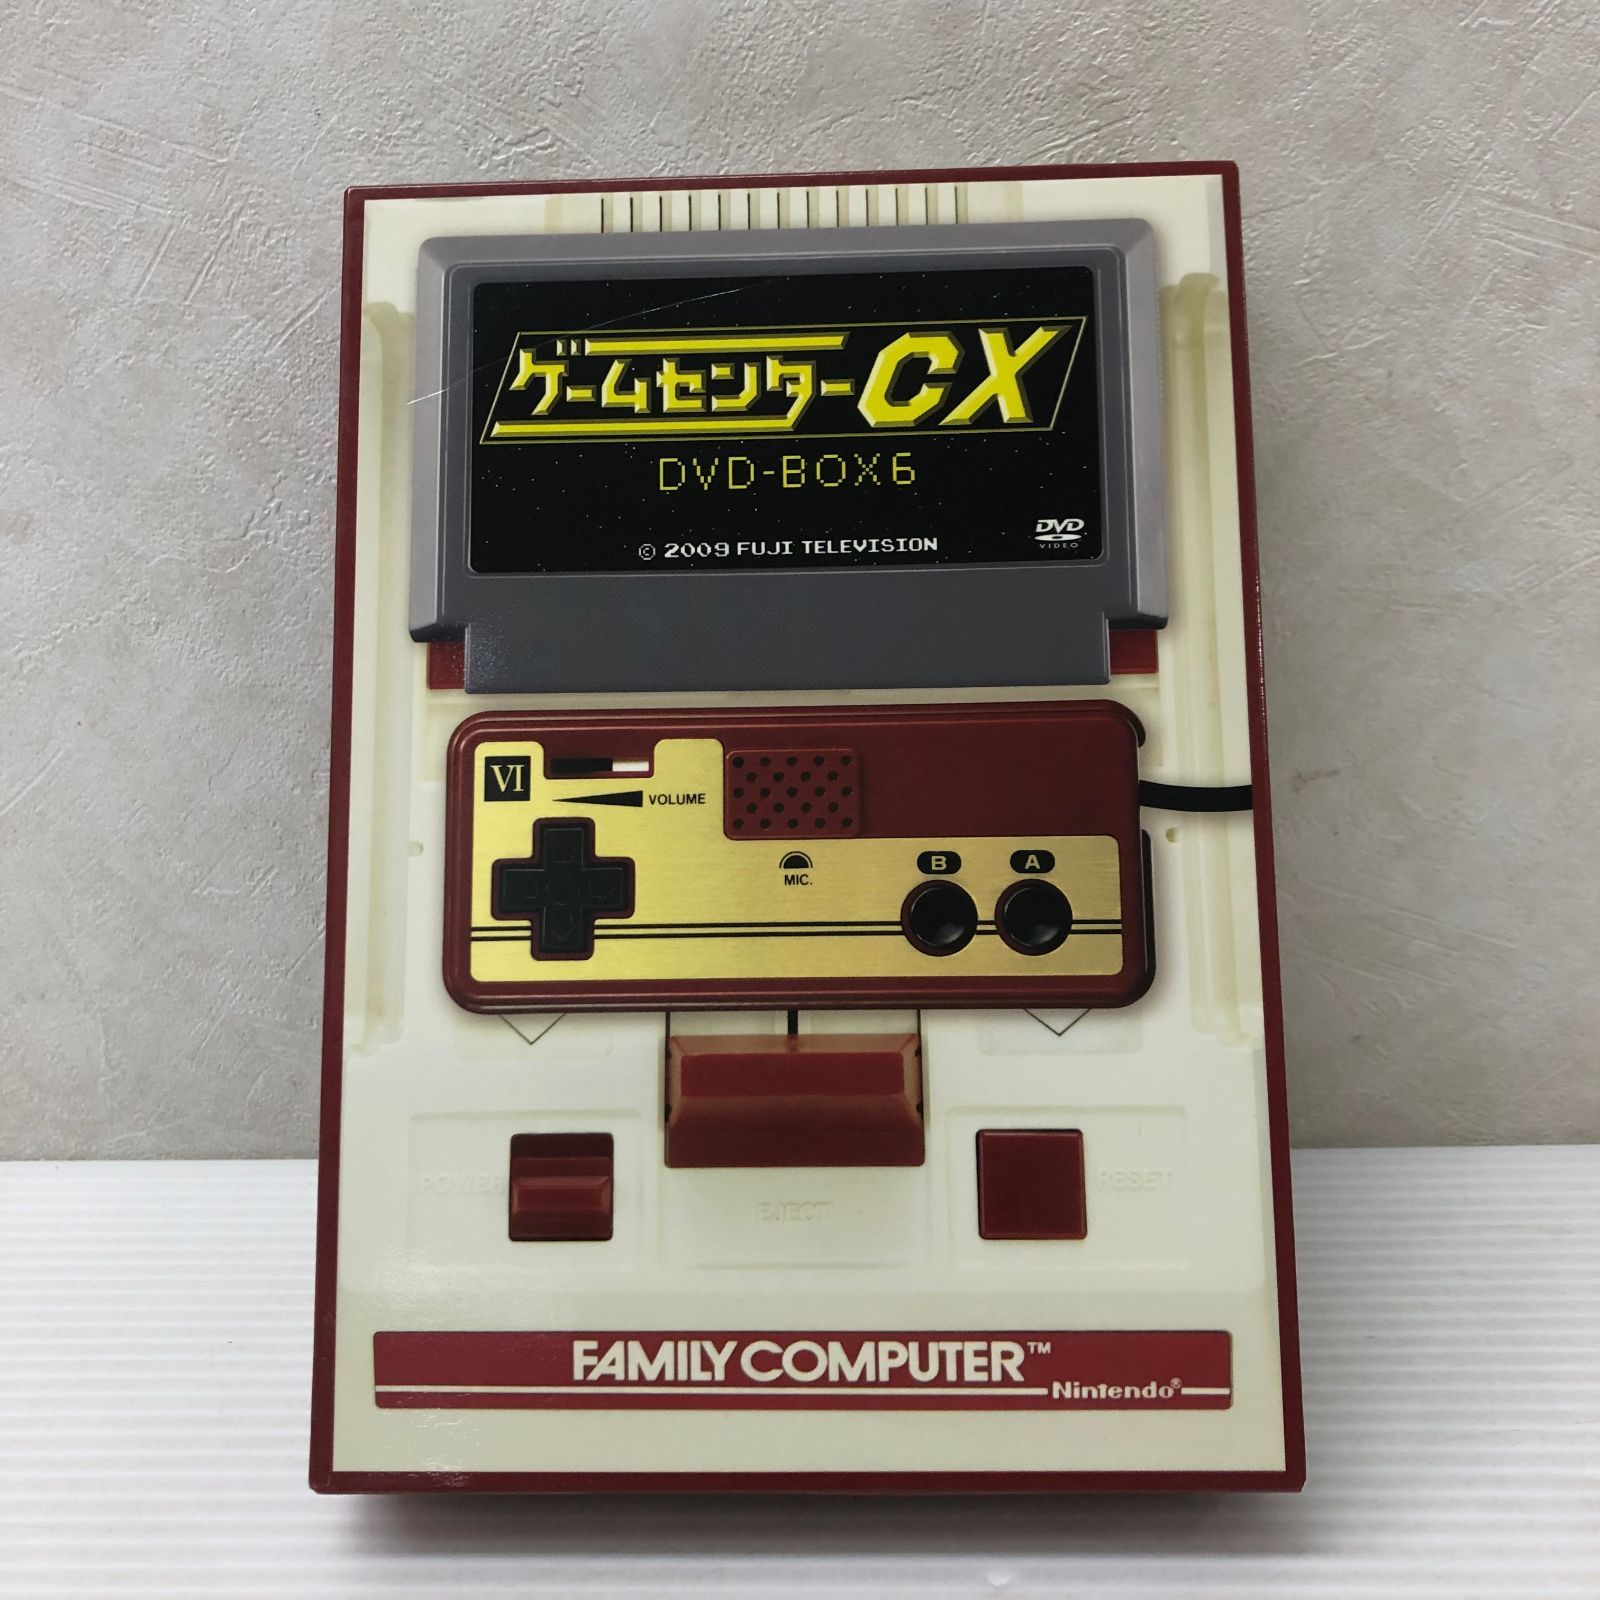 ゲームセンターCX
DVD-BOX6
DVD
VIDEO
© 2009 FUJI TELEVISION
VI
VOLUME
MIC.
B
A
POWER
RESET
EJECT
FAMILY COMPUTER™
Nintendo®